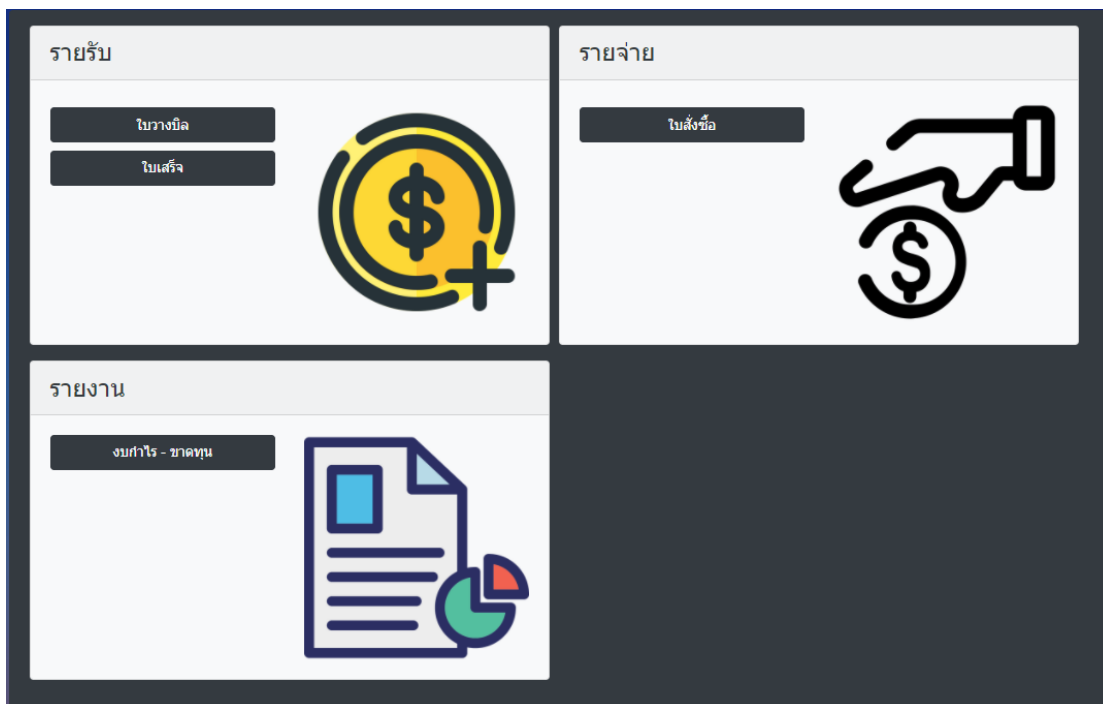 รายรับ
ใบวางบิล
ใบเสร็จ
รายจ่าย
ใบสั่งซื้อ
รายงาน
งบกำไร - ขาดทุน